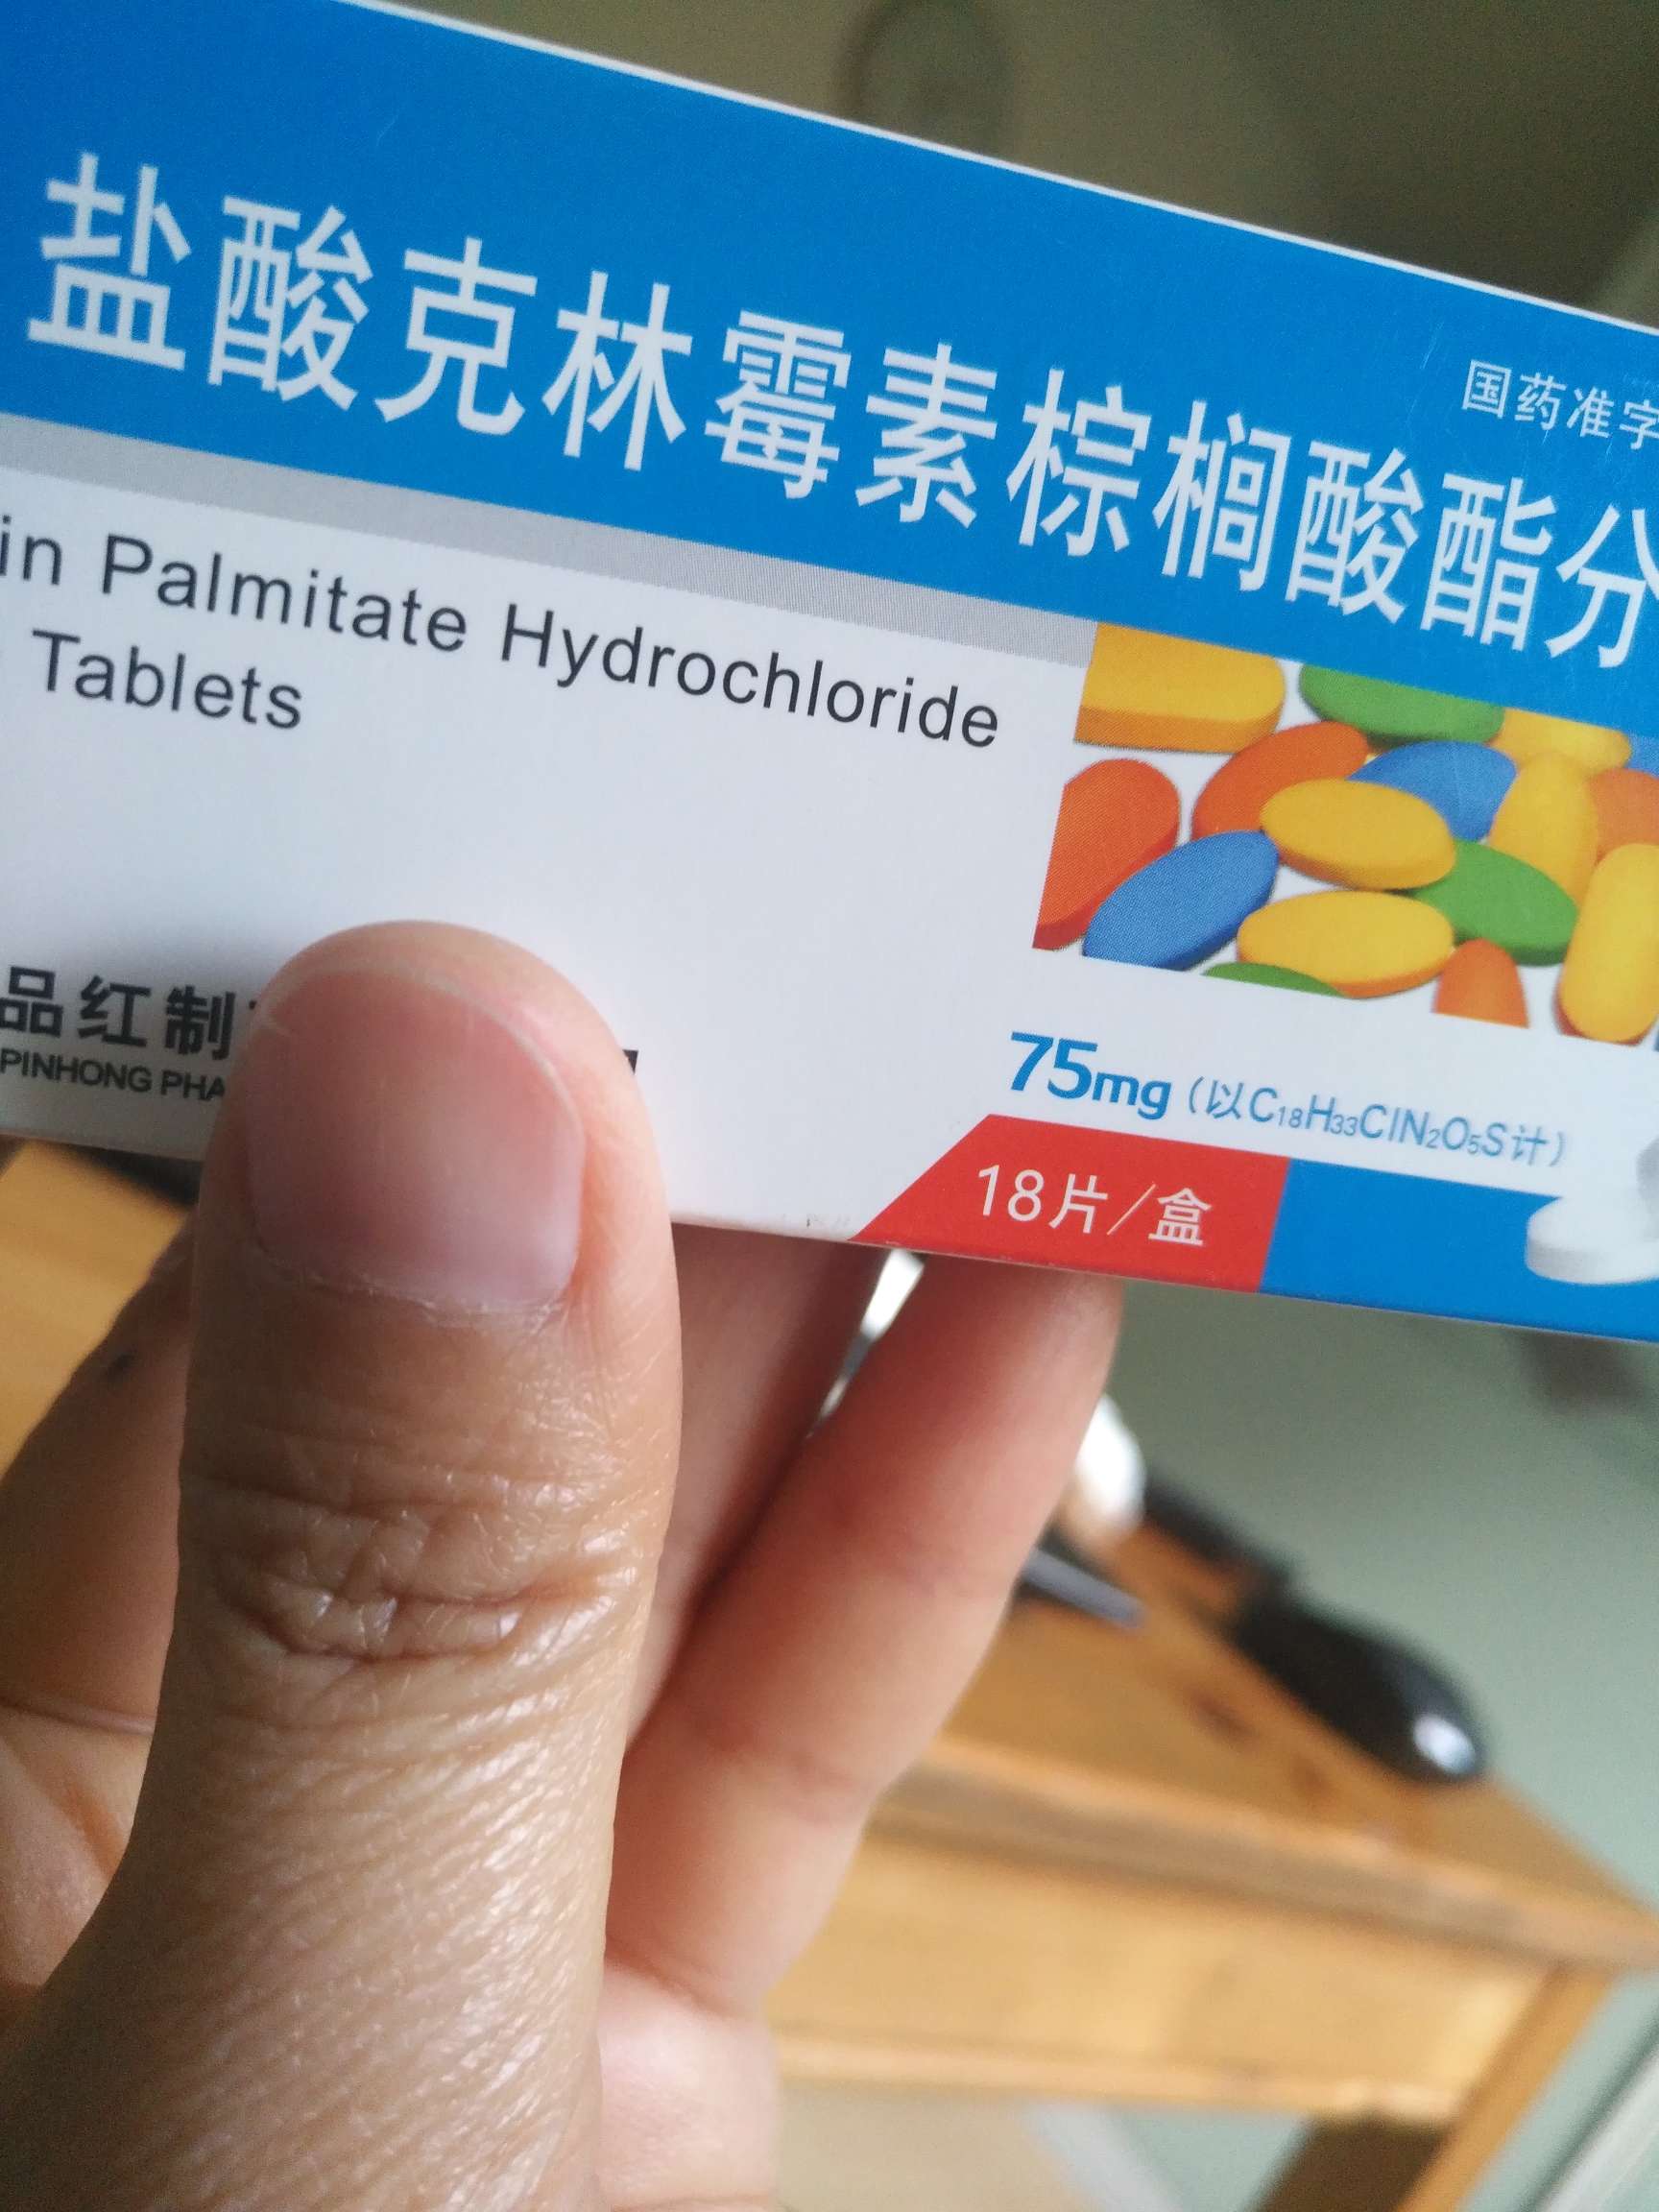 国药准字
盐酸克林霉素棕榈酸酯分
in Palmitate Hydrochloride
Tablets
品红制
PINHONG PHA
75mg（以C₁₈H₃₃ClN₂O₅S计）
18片/盒